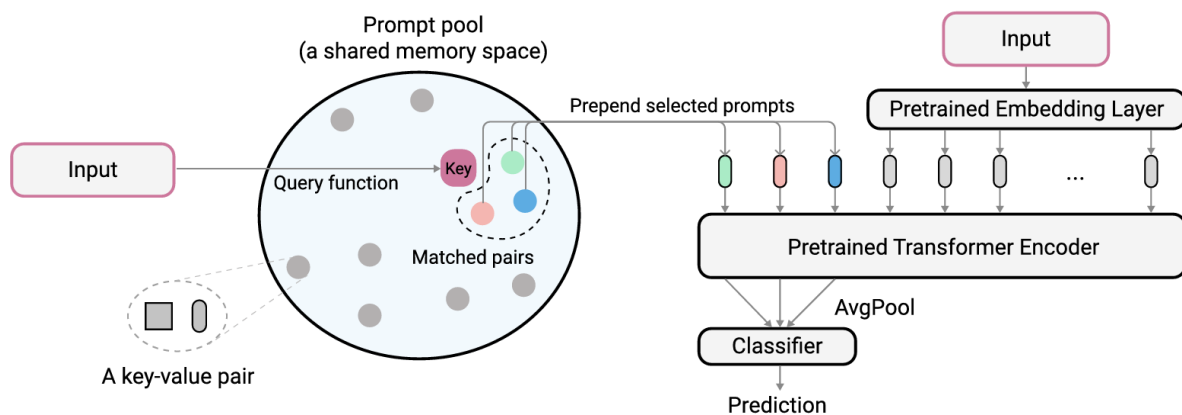 Prompt pool
(a shared memory space)
Input
Query function
Key
Matched pairs
A key-value pair
Prepend selected prompts
Input
Pretrained Embedding Layer
...
Pretrained Transformer Encoder
AvgPool
Classifier
Prediction